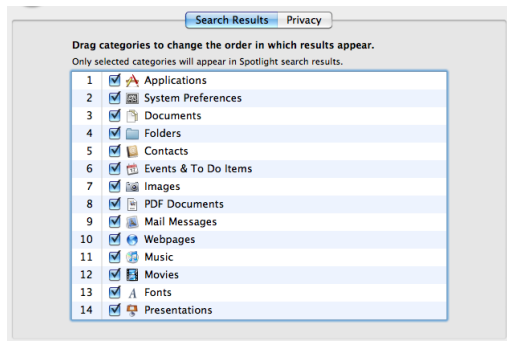 Search Results Privacy
Drag categories to change the order in which results appear.
Only selected categories will appear in Spotlight search results.
1 Applications
2 System Preferences
3 Documents
4 Folders
5 Contacts
6 Events & To Do Items
7 Images
8 PDF Documents
9 Mail Messages
10 Webpages
11 Music
12 Movies
13 Fonts
14 Presentations